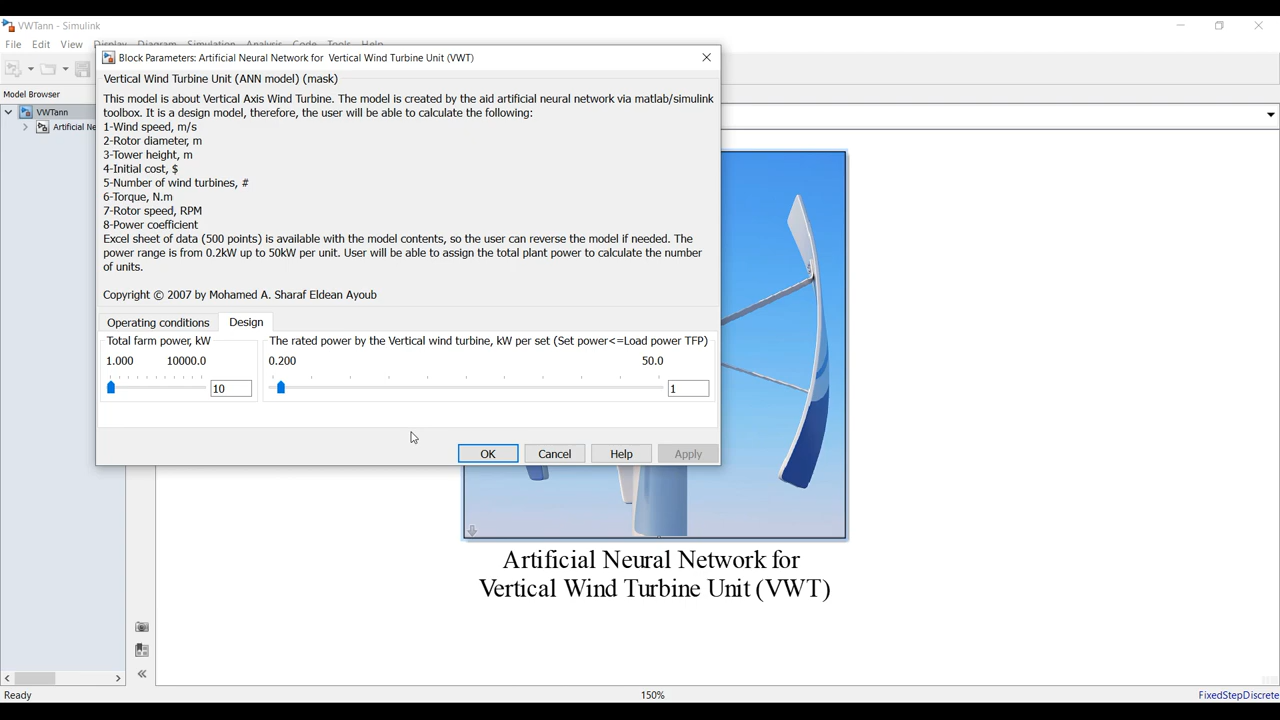 VWTann - Simulink
File Edit View Display Diagram Simulation Analysis Code Tools Help
Block Parameters: Artificial Neural Network for Vertical Wind Turbine Unit (VWT)
Model Browser
VWTann
Artificial Ne
Vertical Wind Turbine Unit (ANN model) (mask)
This model is about Vertical Axis Wind Turbine. The model is created by the aid artificial neural network via matlab/simulink
toolbox. It is a design model, therefore, the user will be able to calculate the following:
1-Wind speed, m/s
2-Rotor diameter, m
3-Tower height, m
4-Initial cost, $
5-Number of wind turbines, #
6-Torque, N.m
7-Rotor speed, RPM
8-Power coefficient
Excel sheet of data (500 points) is available with the model contents, so the user can reverse the model if needed. The
power range is from 0.2kW up to 50kW per unit. User will be able to assign the total plant power to calculate the number
of units.
Copyright © 2007 by Mohamed A. Sharaf Eldean Ayoub
Operating conditions Design
Total farm power, kW
1.000 10000.0
10
The rated power by the Vertical wind turbine, kW per set (Set power<=Load power TFP)
0.200 50.0
1
OK Cancel Help Apply
Artificial Neural Network for
Vertical Wind Turbine Unit (VWT)
Ready 150% FixedStepDiscrete